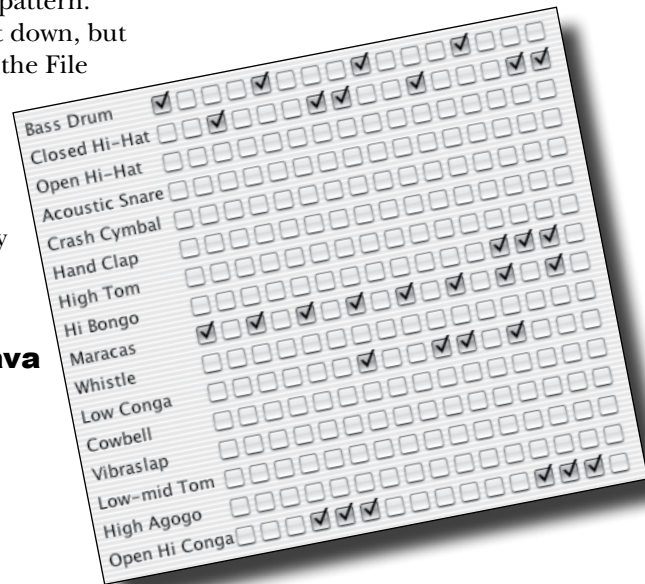 pattern.
t down, but
the File
y
ava
Bass Drum
Closed Hi-Hat
Open Hi-Hat
Acoustic Snare
Crash Cymbal
Hand Clap
High Tom
Hi Bongo
Maracas
Whistle
Low Conga
Cowbell
Vibraslap
Low-mid Tom
High Agogo
Open Hi Conga